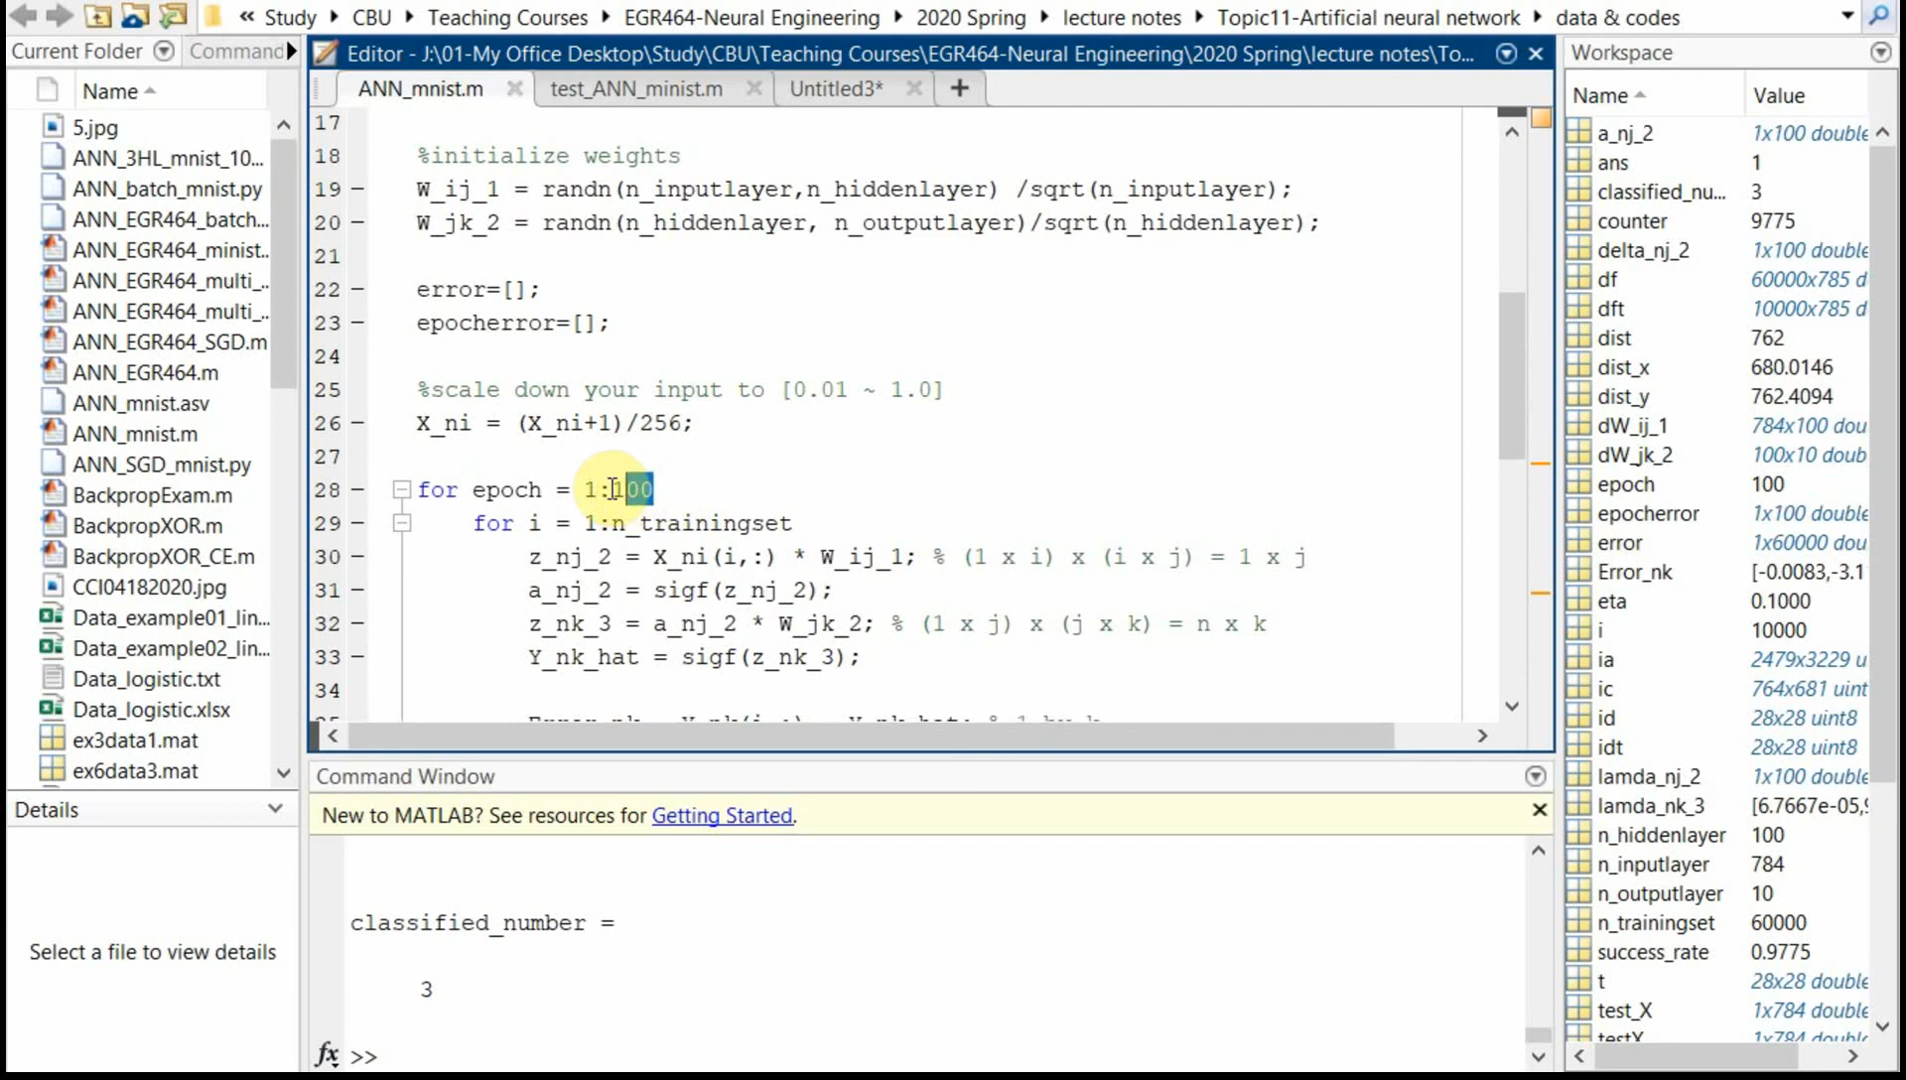 « Study CBU Teaching Courses EGR464-Neural Engineering 2020 Spring lecture notes Topic11-Artificial neural network data & codes
Current Folder
Command
Name
5.jpg
ANN_3HL_mnist_10...
ANN_batch_mnist.py
ANN_EGR464_batch...
ANN_EGR464_minist...
ANN_EGR464_multi_...
ANN_EGR464_multi_...
ANN_EGR464_SGD.m
ANN_EGR464.m
ANN_mnist.asv
ANN_mnist.m
ANN_SGD_mnist.py
BackpropExam.m
BackpropXOR.m
BackpropXOR_CE.m
CCI04182020.jpg
Data_example01_lin...
Data_example02_lin...
Data_logistic.txt
Data_logistic.xlsx
ex3data1.mat
ex6data3.mat
Details
Select a file to view details
Editor - J:\01-My Office Desktop\Study\CBU\Teaching Courses\EGR464-Neural Engineering\2020 Spring\lecture notes\To...
ANN_mnist.m test_ANN_minist.m Untitled3* +
17
18 %initialize weights
19 – W_ij_1 = randn(n_inputlayer,n_hiddenlayer) /sqrt(n_inputlayer);
20 – W_jk_2 = randn(n_hiddenlayer, n_outputlayer)/sqrt(n_hiddenlayer);
21
22 – error=[];
23 – epocherror=[];
24
25 %scale down your input to [0.01 ~ 1.0]
26 – X_ni = (X_ni+1)/256;
27
28 – for epoch = 1:100
29 – for i = 1:n_trainingset
30 – z_nj_2 = X_ni(i,:) * W_ij_1; % (1 x i) x (i x j) = 1 x j
31 – a_nj_2 = sigf(z_nj_2);
32 – z_nk_3 = a_nj_2 * W_jk_2; % (1 x j) x (j x k) = n x k
33 – Y_nk_hat = sigf(z_nk_3);
34
Command Window
New to MATLAB? See resources for Getting Started.
classified_number =
3
fx >>
Workspace
Name Value
a_nj_2 1x100 double
ans 1
classified_nu... 3
counter 9775
delta_nj_2 1x100 double
df 60000x785 d
dft 10000x785 d
dist 762
dist_x 680.0146
dist_y 762.4094
dW_ij_1 784x100 dou
dW_jk_2 100x10 doub
epoch 100
epocherror 1x100 double
error 1x60000 dou
Error_nk [-0.0083,-3.1
eta 0.1000
i 10000
ia 2479x3229 u
ic 764x681 uint
id 28x28 uint8
idt 28x28 uint8
lamda_nj_2 1x100 double
lamda_nk_3 [6.7667e-05,9
n_hiddenlayer 100
n_inputlayer 784
n_outputlayer 10
n_trainingset 60000
success_rate 0.9775
t 28x28 double
test_X 1x784 double
testX 1x784 double